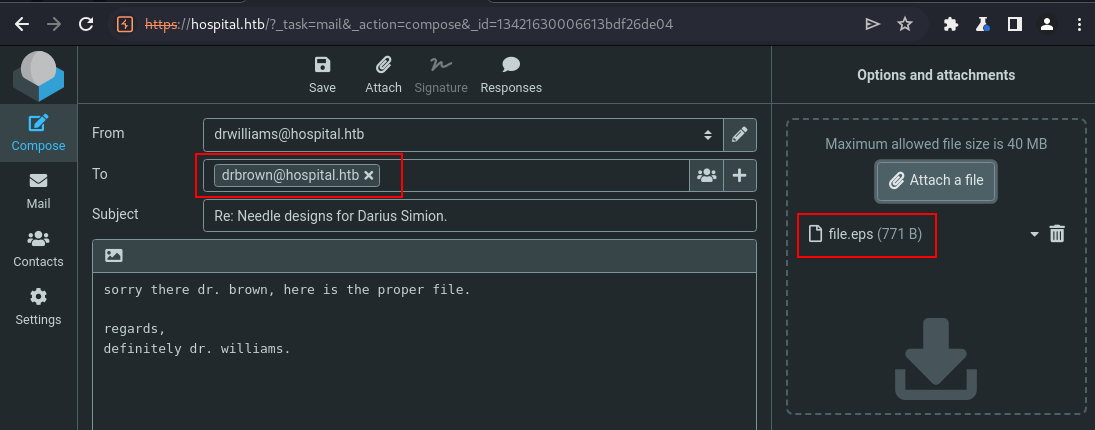 https://hospital.htb/?_task=mail&_action=compose&_id=13421630006613bdf26de04
Save
Attach
Signature
Responses
Options and attachments
Compose
Mail
Contacts
Settings
From
drwilliams@hospital.htb
To
drbrown@hospital.htb
Subject
Re: Needle designs for Darius Simion.
sorry there dr. brown, here is the proper file.
regards,
definitely dr. williams.
Maximum allowed file size is 40 MB
Attach a file
file.eps (771 B)